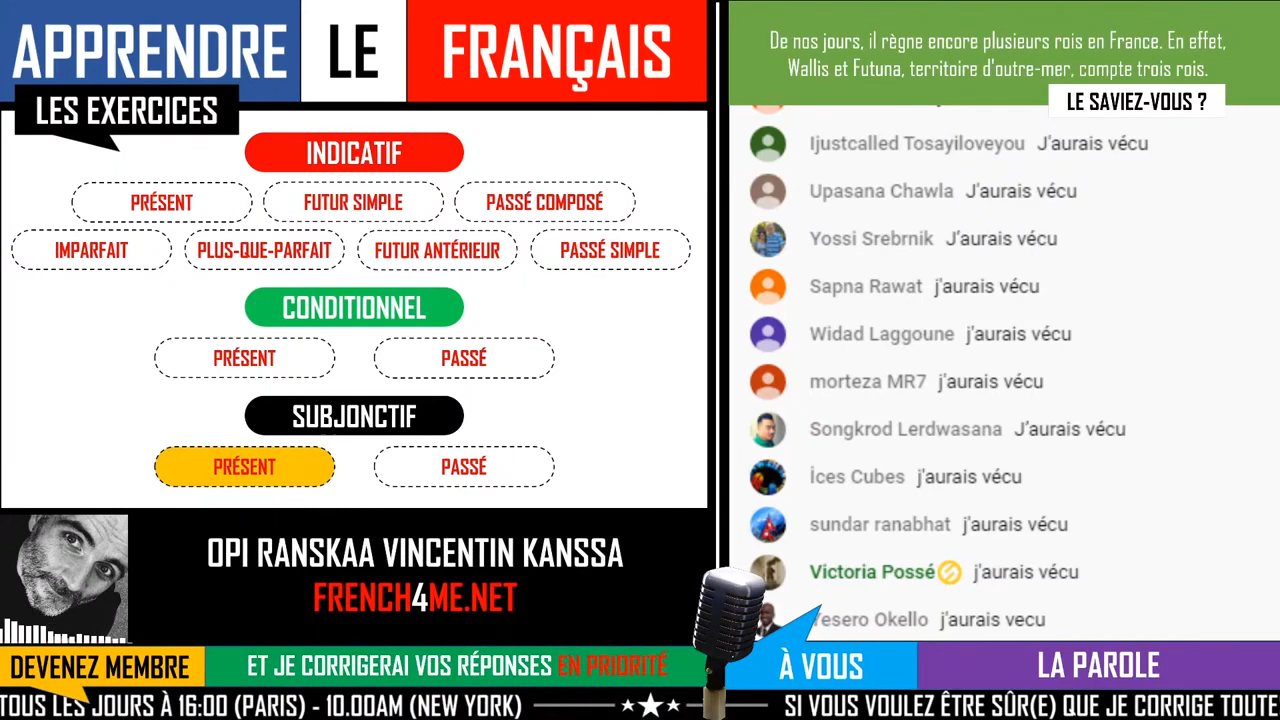 APPRENDRE LE FRANÇAIS
LES EXERCICES
INDICATIF
PRÉSENT
FUTUR SIMPLE
PASSÉ COMPOSÉ
IMPARFAIT
PLUS-QUE-PARFAIT
FUTUR ANTÉRIEUR
PASSÉ SIMPLE
CONDITIONNEL
PRÉSENT
PASSÉ
SUBJONCTIF
PRÉSENT
PASSÉ
OPI RANSKAA VINCENTIN KANSSA
FRENCH4ME.NET
DEVENEZ MEMBRE
ET JE CORRIGERAI VOS RÉPONSES EN PRIORITÉ
De nos jours, il règne encore plusieurs rois en France. En effet,
Wallis et Futuna, territoire d'outre-mer, compte trois rois.
LE SAVIEZ-VOUS ?
Ijustcalled Tosayiloveyou J'aurais vécu
Upasana Chawla J'aurais vécu
Yossi Srebrnik J'aurais vécu
Sapna Rawat j'aurais vécu
Widad Laggoune j'aurais vécu
morteza MR7 j'aurais vécu
Songkrod Lerdwasana J'aurais vécu
İces Cubes j'aurais vécu
sundar ranabhat j'aurais vécu
Victoria Possé j'aurais vécu
Yesero Okello j'aurais vecu
À VOUS
LA PAROLE
TOUS LES JOURS À 16:00 (PARIS) - 10.00AM (NEW YORK)
SI VOUS VOULEZ ÊTRE SÛR(E) QUE JE CORRIGE TOUTE